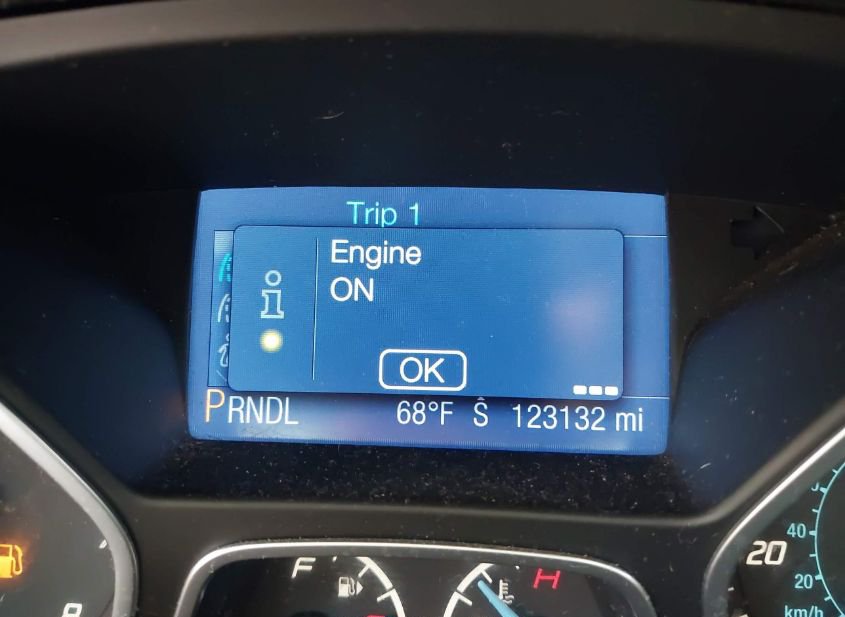 Trip 1
Engine
ON
OK
PRNDL 68°F Ŝ 123132 mi
F H
40
20
20
km/h